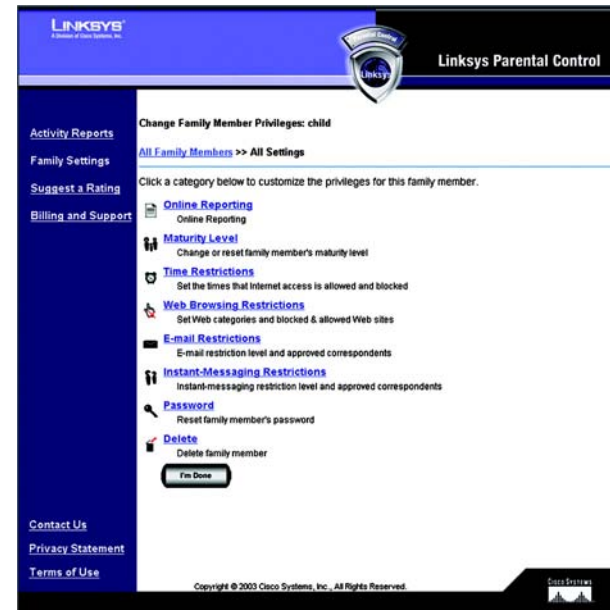 LINKSYS®
A Division of Cisco Systems, Inc.
Parental Control
Linksys
Linksys Parental Control
Activity Reports
Family Settings
Suggest a Rating
Billing and Support
Change Family Member Privileges: child
All Family Members >> All Settings
Click a category below to customize the privileges for this family member.
Online Reporting
Online Reporting
Maturity Level
Change or reset family member's maturity level
Time Restrictions
Set the times that Internet access is allowed and blocked
Web Browsing Restrictions
Set Web categories and blocked & allowed Web sites
E-mail Restrictions
E-mail restriction level and approved correspondents
Instant-Messaging Restrictions
Instant-messaging restriction level and approved correspondents
Password
Reset family member's password
Delete
Delete family member
I'm Done
Contact Us
Privacy Statement
Terms of Use
Copyright © 2003 Cisco Systems, Inc., All Rights Reserved.
CISCO SYSTEMS